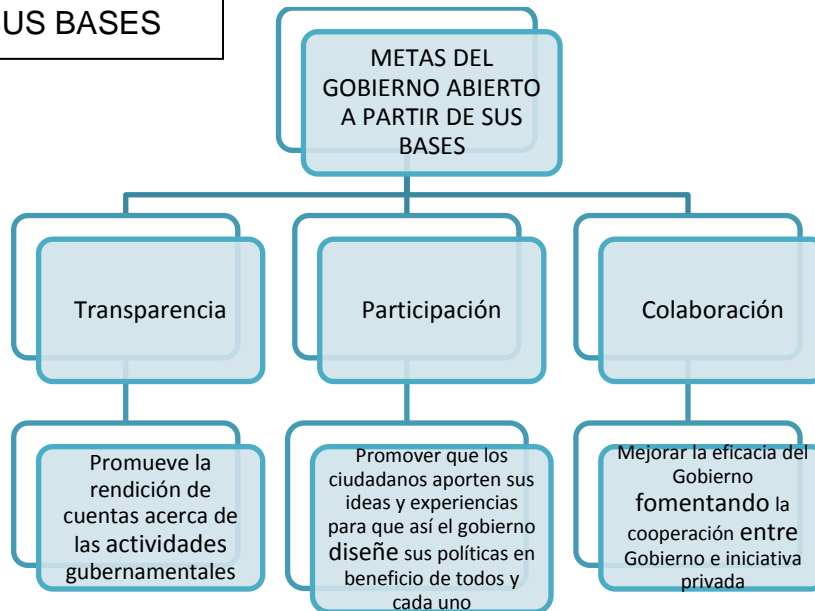 SUS BASES
METAS DEL
GOBIERNO ABIERTO
A PARTIR DE SUS
BASES
Transparencia
Participación
Colaboración
Promueve la
rendición de
cuentas acerca de
las actividades
gubernamentales
Promover que los
ciudadanos aporten sus
ideas y experiencias
para que así el gobierno
diseñe sus políticas en
beneficio de todos y
cada uno
Mejorar la eficacia del
Gobierno
fomentando la
cooperación entre
Gobierno e iniciativa
privada